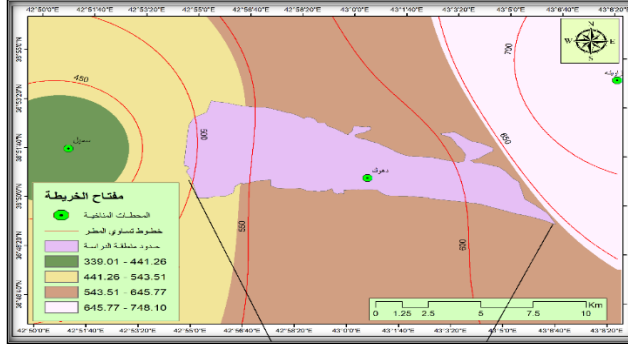 42°50'0"E 42°51'40"E 42°53'20"E 42°55'0"E 42°56'40"E 42°58'20"E 43°0'0"E 43°1'40"E 43°3'20"E 43°5'0"E 43°6'40"E 43°8'20"E
N
W E
S
450
500
550
600
650
700
سميل
دهوك
مفتاح الخريطة
المحطات المناخية
خطوط تساوي المطر
حدود منطقة الدراسة
339.01 - 441.26
441.26 - 543.51
543.51 - 645.77
645.77 - 748.10
Km
0 1.25 2.5 5 7.5 10
42°50'0"E 42°51'40"E 42°53'20"E 42°55'0"E 42°56'40"E 42°58'20"E 43°0'0"E 43°1'40"E 43°3'20"E 43°5'0"E 43°6'40"E 43°8'20"E